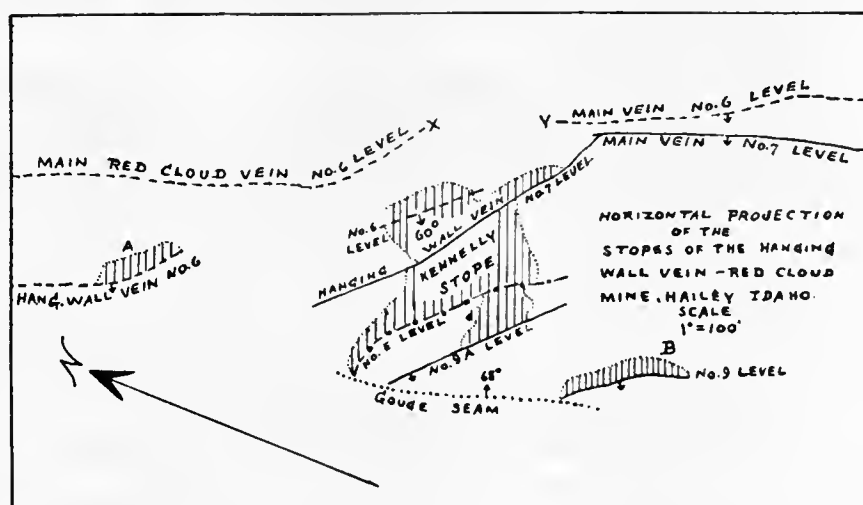 MAIN VEIN No.6 LEVEL
Y
X
MAIN RED CLOUD VEIN No.6 LEVEL
MAIN VEIN No.7 LEVEL
A
HANG. WALL VEIN No.6
No.6-
LEVEL
60°
HANGING WALL VEIN No.7 LEVEL
KENNELLY
STOPE
HORIZONTAL PROJECTION
OF THE
STOPES OF THE HANGING
WALL VEIN-RED CLOUD
MINE, HAILEY IDAHO.
SCALE
1"=100'
No. 8 LEVEL
No. 9 A LEVEL
B
No.9 LEVEL
68°
GOUGE SEAM
N